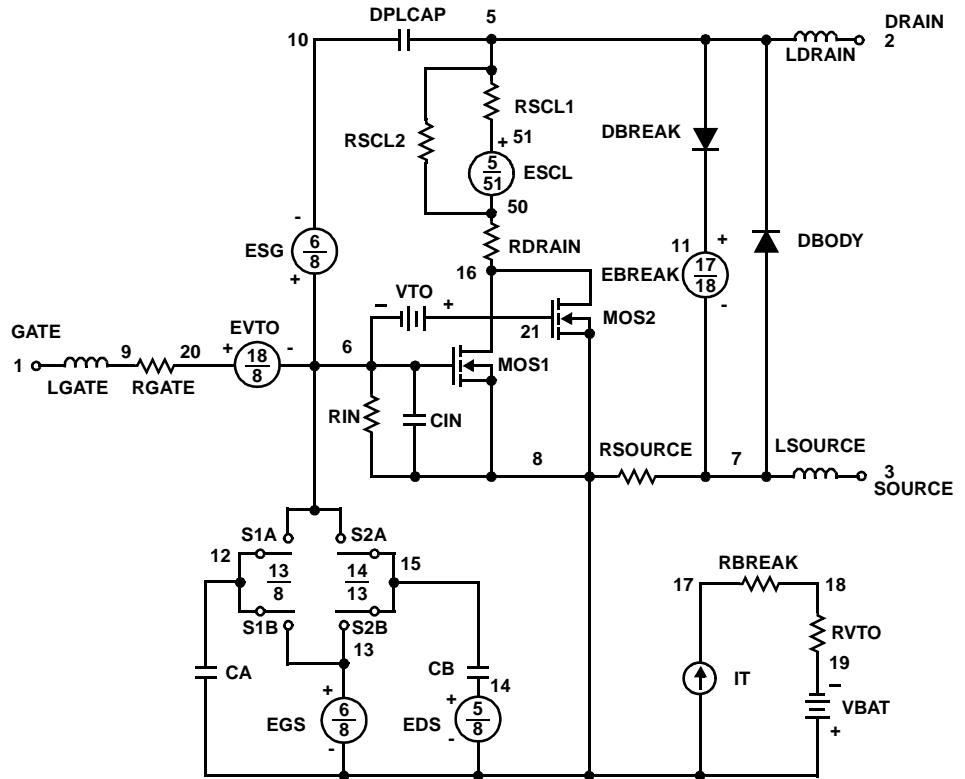 DPLCAP
5
DRAIN
2
10
LDRAIN
RSCL1
RSCL2
+ 51
DBREAK
5
51
ESCL
50
-
6
8
ESG
+
RDRAIN
11
+
17
18
EBREAK
-
DBODY
16
- VTO +
21
MOS2
GATE
1
9
20
EVTO
+ 18
8 -
6
MOS1
LGATE
RGATE
RIN
CIN
8
RSOURCE
7
LSOURCE
3
SOURCE
S1A
S2A
12
13
8
14
13
15
S1B
S2B
13
RBREAK
17
18
RVTO
19
CA
CB
14
+
6
8
EGS
-
+
5
8
EDS
-
IT
-
VBAT
+